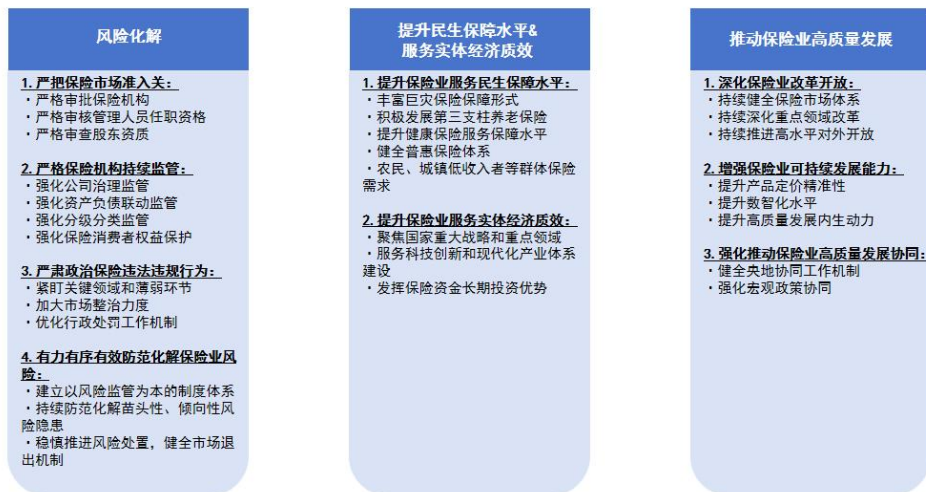 风险化解
1. 严把保险市场准入关：
· 严格审批保险机构
· 严格审核管理人员任职资格
· 严格审查股东资质
2. 严格保险机构持续监管：
· 强化公司治理监管
· 强化资产负债联动监管
· 强化分级分类监管
· 强化保险消费者权益保护
3. 严肃政治保险违法违规行为：
· 紧盯关键领域和薄弱环节
· 加大市场整治力度
· 优化行政处罚工作机制
4. 有力有序有效防范化解保险业风
险：
· 建立以风险监管为本的制度体系
· 持续防范化解苗头性、倾向性风
险隐患
· 稳慎推进风险处置，健全市场退
出机制
提升民生保障水平&
服务实体经济质效
1. 提升保险业服务民生保障水平：
· 丰富巨灾保险保障形式
· 积极发展第三支柱养老保险
· 提升健康保险服务保障水平
· 健全普惠保险体系
· 农民、城镇低收入者等群体保险
需求
2. 提升保险业服务实体经济质效：
· 聚焦国家重大战略和重点领域
· 服务科技创新和现代化产业体系
建设
· 发挥保险资金长期投资优势
推动保险业高质量发展
1. 深化保险业改革开放：
· 持续健全保险市场体系
· 持续深化重点领域改革
· 持续推进高水平对外开放
2. 增强保险业可持续发展能力：
· 提升产品定价精准性
· 提升数智化水平
· 提升高质量发展内生动力
3. 强化推动保险业高质量发展协同：
· 健全央地协同工作机制
· 强化宏观政策协同